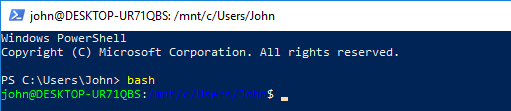 john@DESKTOP-UR71QBS: /mnt/c/Users/John
Windows PowerShell
Copyright (C) Microsoft Corporation. All rights reserved.
PS C:\Users\John> bash
john@DESKTOP-UR71QBS:/mnt/c/Users/John$